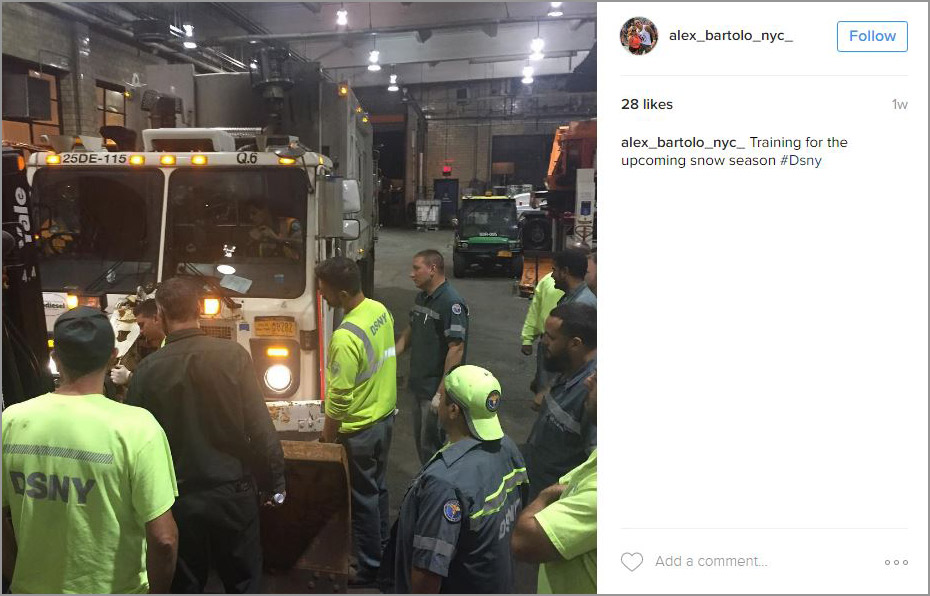 alex_bartolo_nyc_
Follow
28 likes
1w
alex_bartolo_nyc_ Training for the
upcoming snow season #Dsny
Add a comment...
25DE-115
Q.6
DSNY
DSNY
DSNY